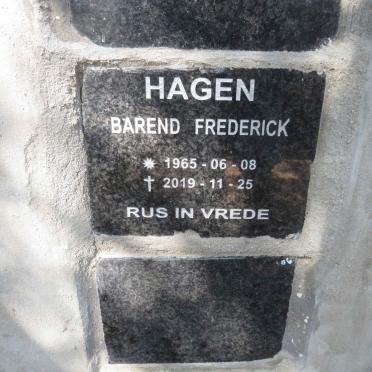 HAGEN
BAREND FREDERICK
✸ 1965 - 06 - 08
† 2019 - 11 - 25
RUS IN VREDE